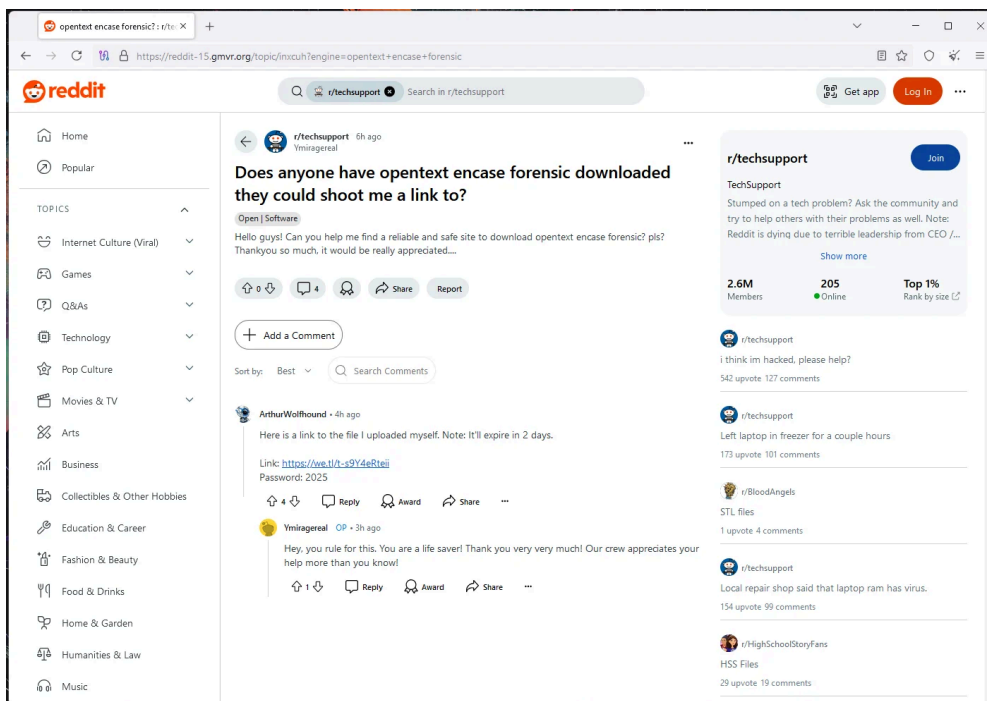 opentext encase forensic? : r/te
https://reddit-15.gmvr.org/topic/inxcuh?engine=opentext+encase+forensic
reddit
r/techsupport
Search in r/techsupport
Get app
Log In
Home
Popular
TOPICS
Internet Culture (Viral)
Games
Q&As
Technology
Pop Culture
Movies & TV
Arts
Business
Collectibles & Other Hobbies
Education & Career
Fashion & Beauty
Food & Drinks
Home & Garden
Humanities & Law
Music
r/techsupport 6h ago
Ymiragereal
Does anyone have opentext encase forensic downloaded
they could shoot me a link to?
Open | Software
Hello guys! Can you help me find a reliable and safe site to download opentext encase forensic? pls?
Thankyou so much, it would be really appreciated....
0
4
Share
Report
Add a Comment
Sort by: Best
Search Comments
ArthurWolfhound • 4h ago
Here is a link to the file I uploaded myself. Note: It'll expire in 2 days.
Link: https://we.tl/t-s9Y4eRteii
Password: 2025
4 Reply Award Share
Ymiragereal OP • 3h ago
Hey, you rule for this. You are a life saver! Thank you very very much! Our crew appreciates your
help more than you know!
1 Reply Award Share
r/techsupport
Join
TechSupport
Stumped on a tech problem? Ask the community and
try to help others with their problems as well. Note:
Reddit is dying due to terrible leadership from CEO /...
Show more
2.6M 205 Top 1%
Members Online Rank by size
r/techsupport
i think im hacked, please help?
542 upvote 127 comments
r/techsupport
Left laptop in freezer for a couple hours
173 upvote 101 comments
r/BloodAngels
STL files
1 upvote 4 comments
r/techsupport
Local repair shop said that laptop ram has virus.
154 upvote 99 comments
r/HighSchoolStoryFans
HSS Files
29 upvote 19 comments